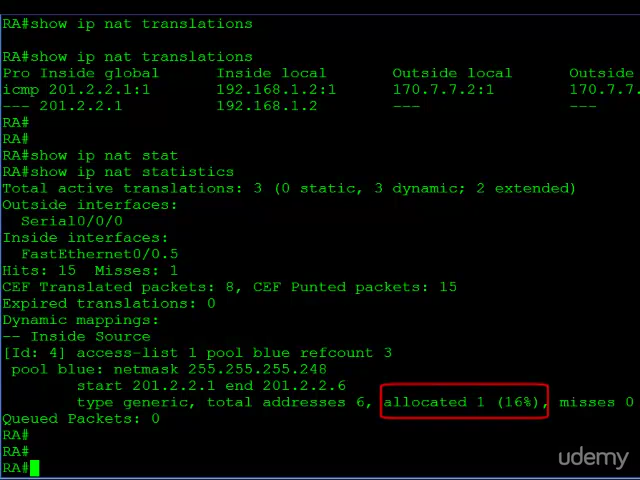 RA#show ip nat translations
RA#show ip nat translations
Pro Inside global Inside local Outside local Outside
icmp 201.2.2.1:1 192.168.1.2:1 170.7.7.2:1 170.7.
--- 201.2.2.1 192.168.1.2 --- ---
RA#
RA#
RA#show ip nat stat
RA#show ip nat statistics
Total active translations: 3 (0 static, 3 dynamic; 2 extended)
Outside interfaces:
Serial0/0/0
Inside interfaces:
FastEthernet0/0.5
Hits: 15 Misses: 1
CEF Translated packets: 8, CEF Punted packets: 15
Expired translations: 0
Dynamic mappings:
-- Inside Source
[Id: 4] access-list 1 pool blue refcount 3
pool blue: netmask 255.255.255.248
start 201.2.2.1 end 201.2.2.6
type generic, total addresses 6, allocated 1 (16%), misses 0
Queued Packets: 0
RA#
RA#
RA#
udemy